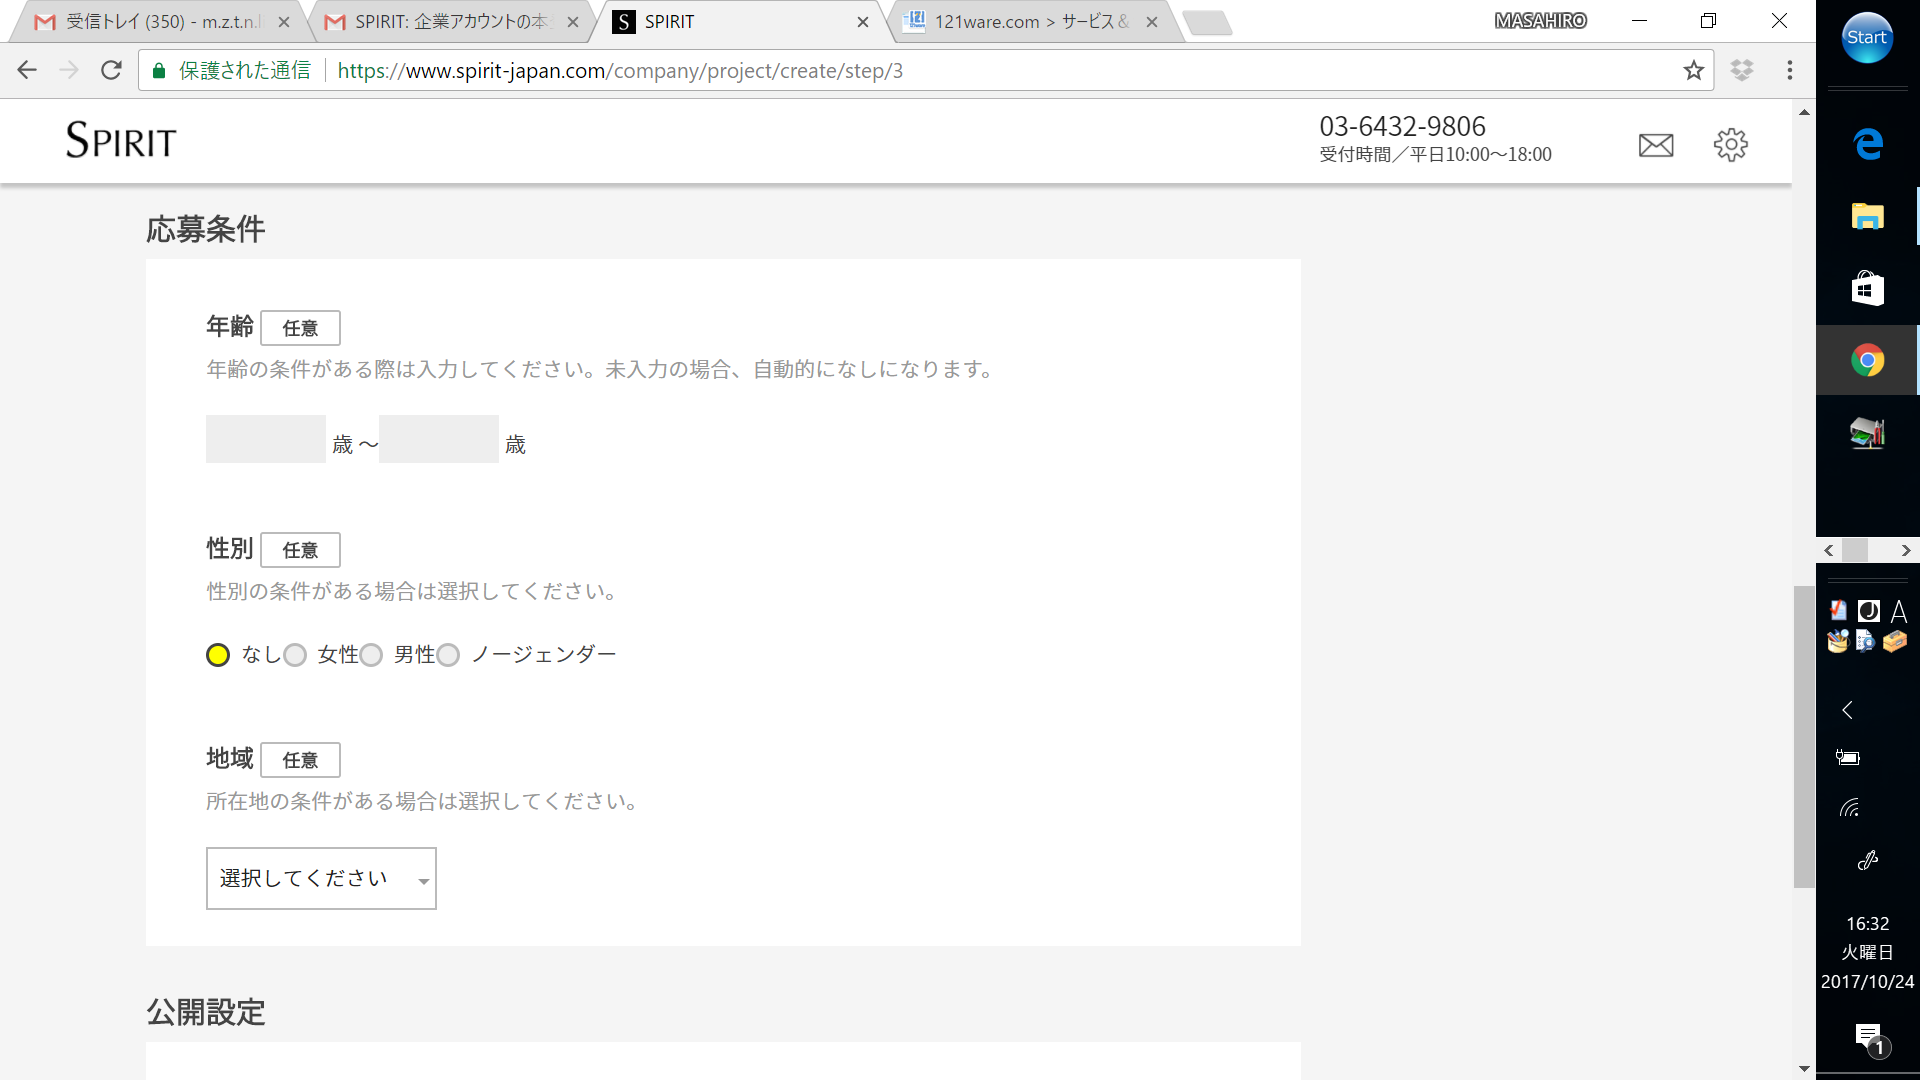 受信トレイ (350) - m.z.t.n.
SPIRIT: 企業アカウントの本
SPIRIT
121ware.com > サービス &
MASAHIRO
保護された通信
https://www.spirit-japan.com/company/project/create/step/3
SPIRIT
03-6432-9806
受付時間／平日10:00〜18:00
応募条件
年齢 任意
年齢の条件がある際は入力してください。未入力の場合、自動的になしになります。
歳 〜 歳
性別 任意
性別の条件がある場合は選択してください。
なし 女性 男性 ノージェンダー
地域 任意
所在地の条件がある場合は選択してください。
選択してください
公開設定
Start
A
16:32
火曜日
2017/10/24
1